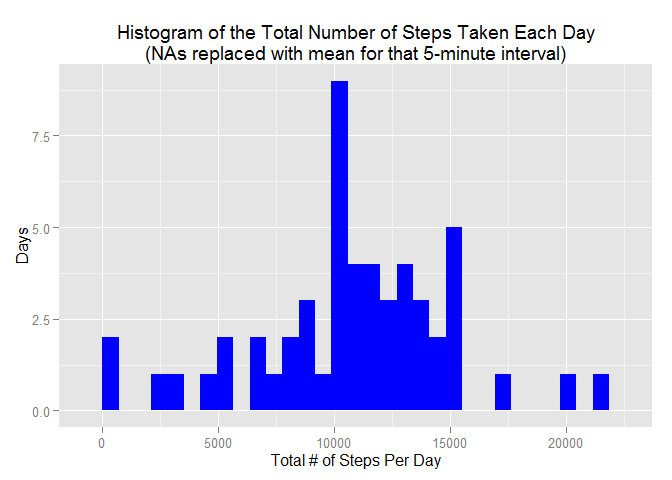 Histogram of the Total Number of Steps Taken Each Day
(NAs replaced with mean for that 5-minute interval)
7.5
5.0
2.5
0.0
Days
0 5000 10000 15000 20000
Total # of Steps Per Day